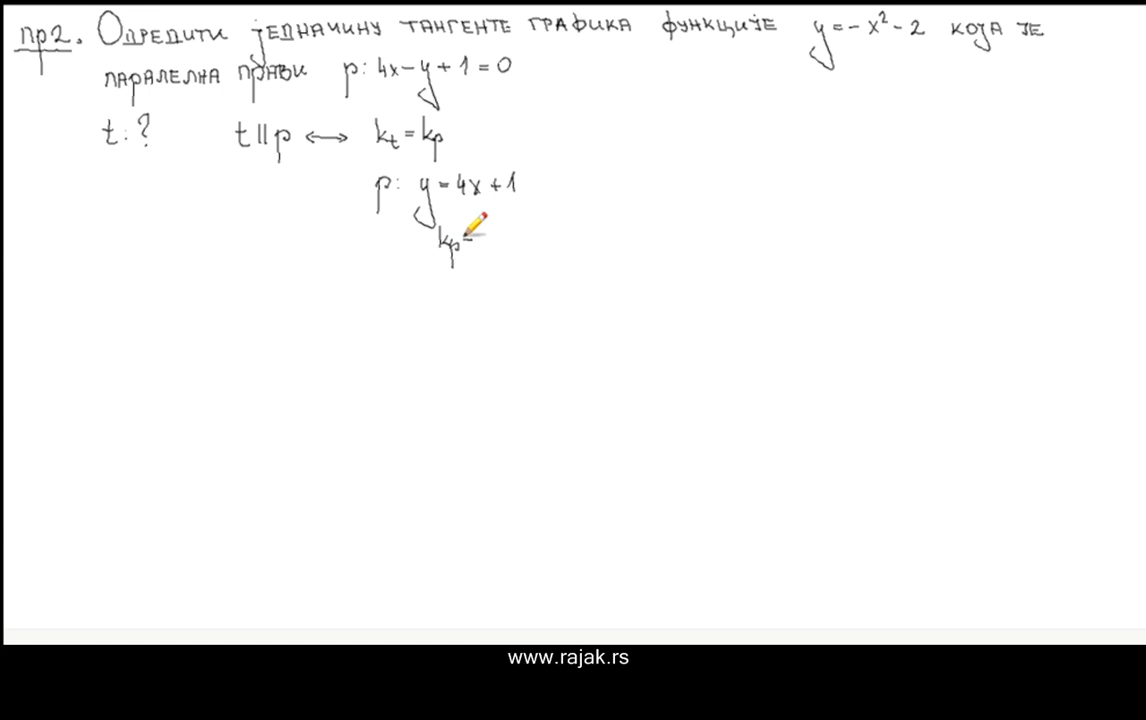 пр2. Одредити једначину тангенте графика функције y = -x² - 2 која је
паралелна прави p: 4x - y + 1 = 0
t: ? t || p ⟷ kt = kp
p: y = 4x + 1
kp =
www.rajak.rs